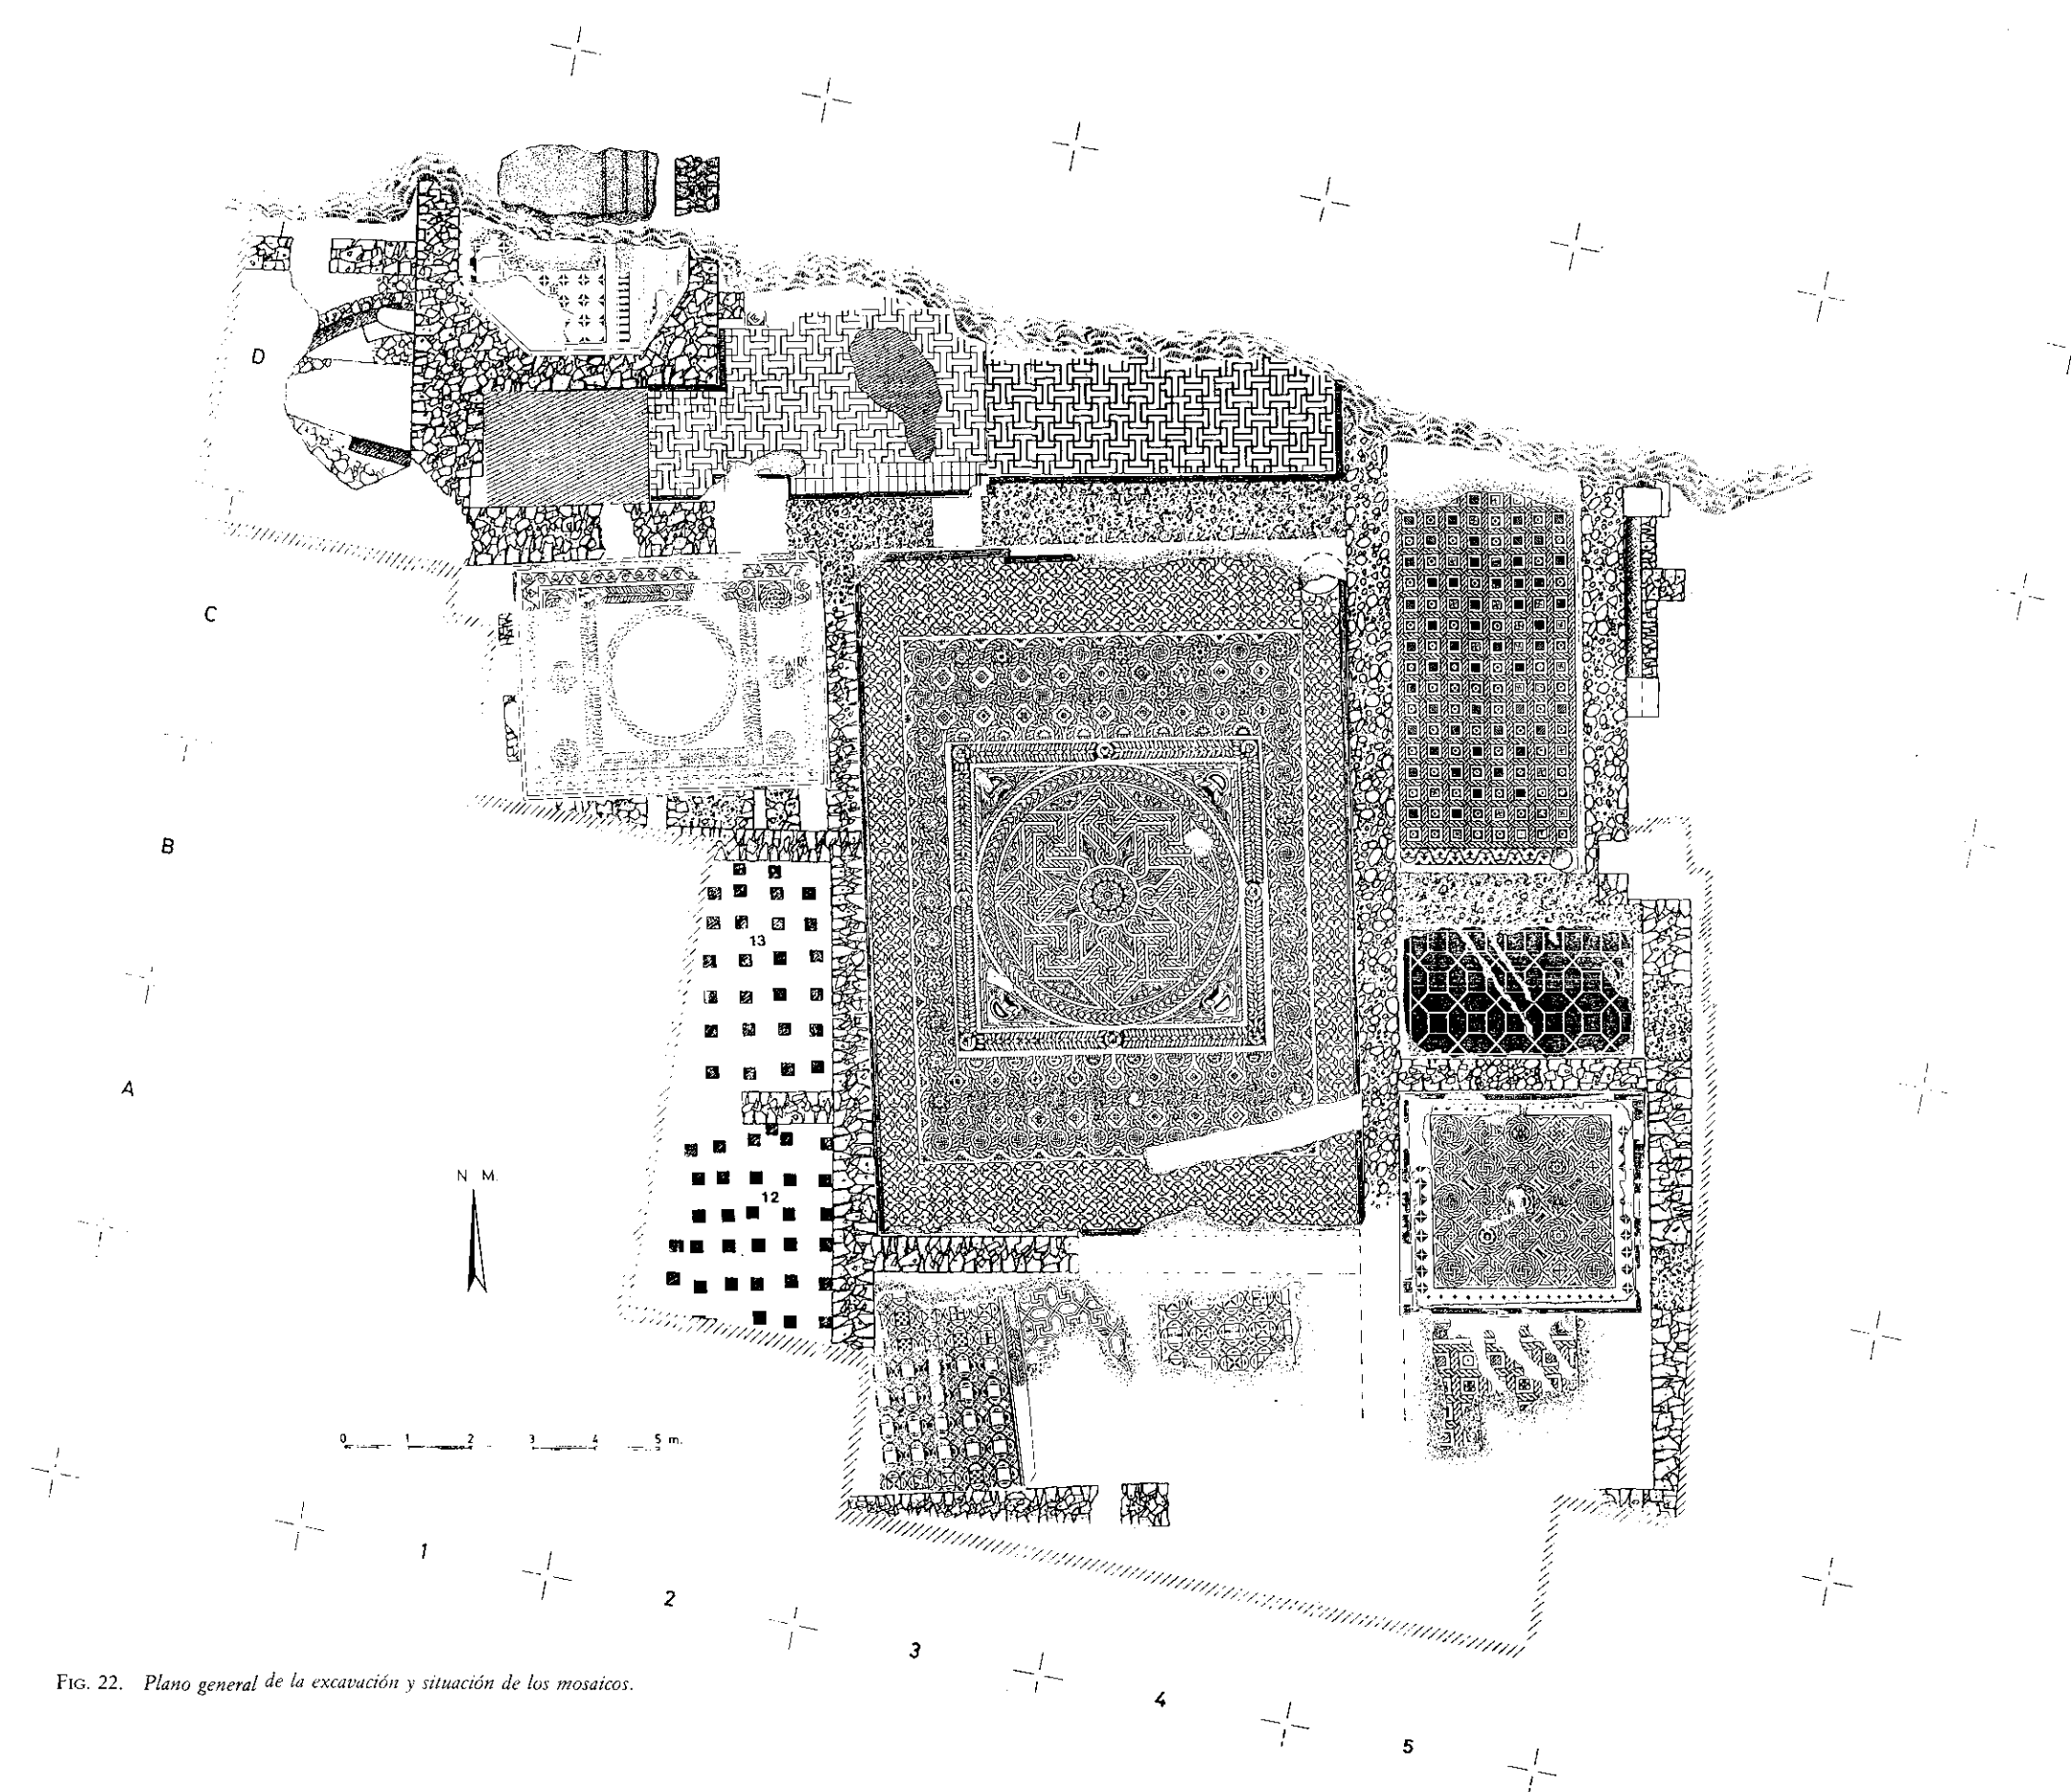 D
C
B
13
A
N M.
12
0 1 2 3 4 5 m.
1
2
3
4
5
FIG. 22. Plano general de la excavación y situación de los mosaicos.